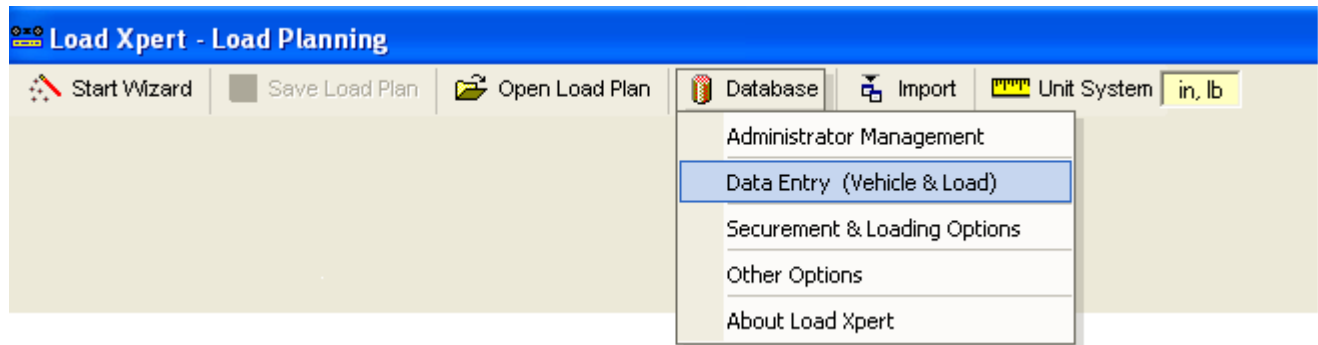 Load Xpert - Load Planning
Start Wizard Save Load Plan Open Load Plan Database Import Unit System in, lb
Administrator Management
Data Entry (Vehicle & Load)
Securement & Loading Options
Other Options
About Load Xpert